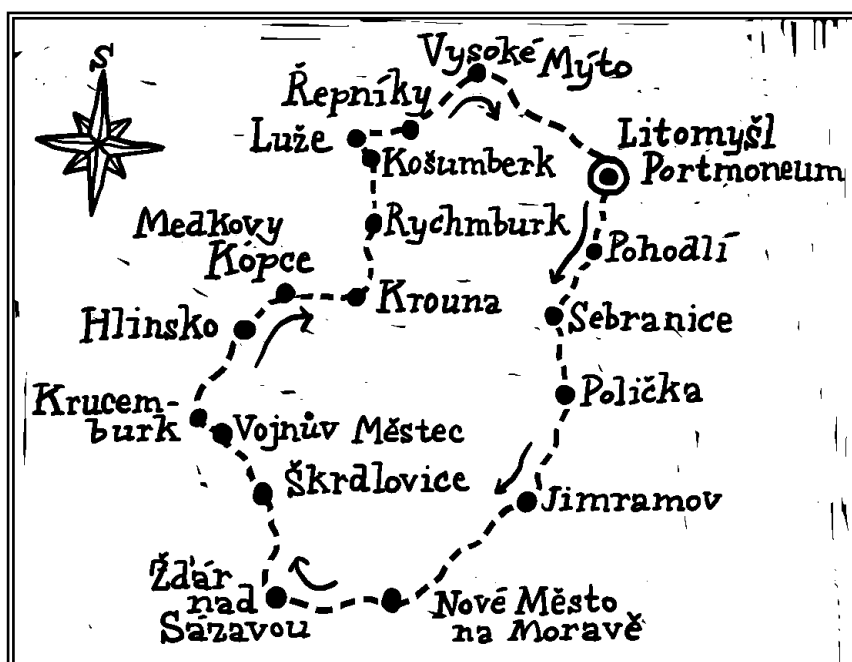 S
Vysoké Mýto
Řepníky
Luže
Košumberk
Litomyšl
Portmoneum
Rychmburk
Medkovy
Kópce
Pohodlí
Krouna
Hlinsko
Sebranice
Polička
Krucem-
burk
Vojnův Městec
Škrdlovice
Jimramov
Žďár
nad
Sázavou
Nové Město
na Moravě